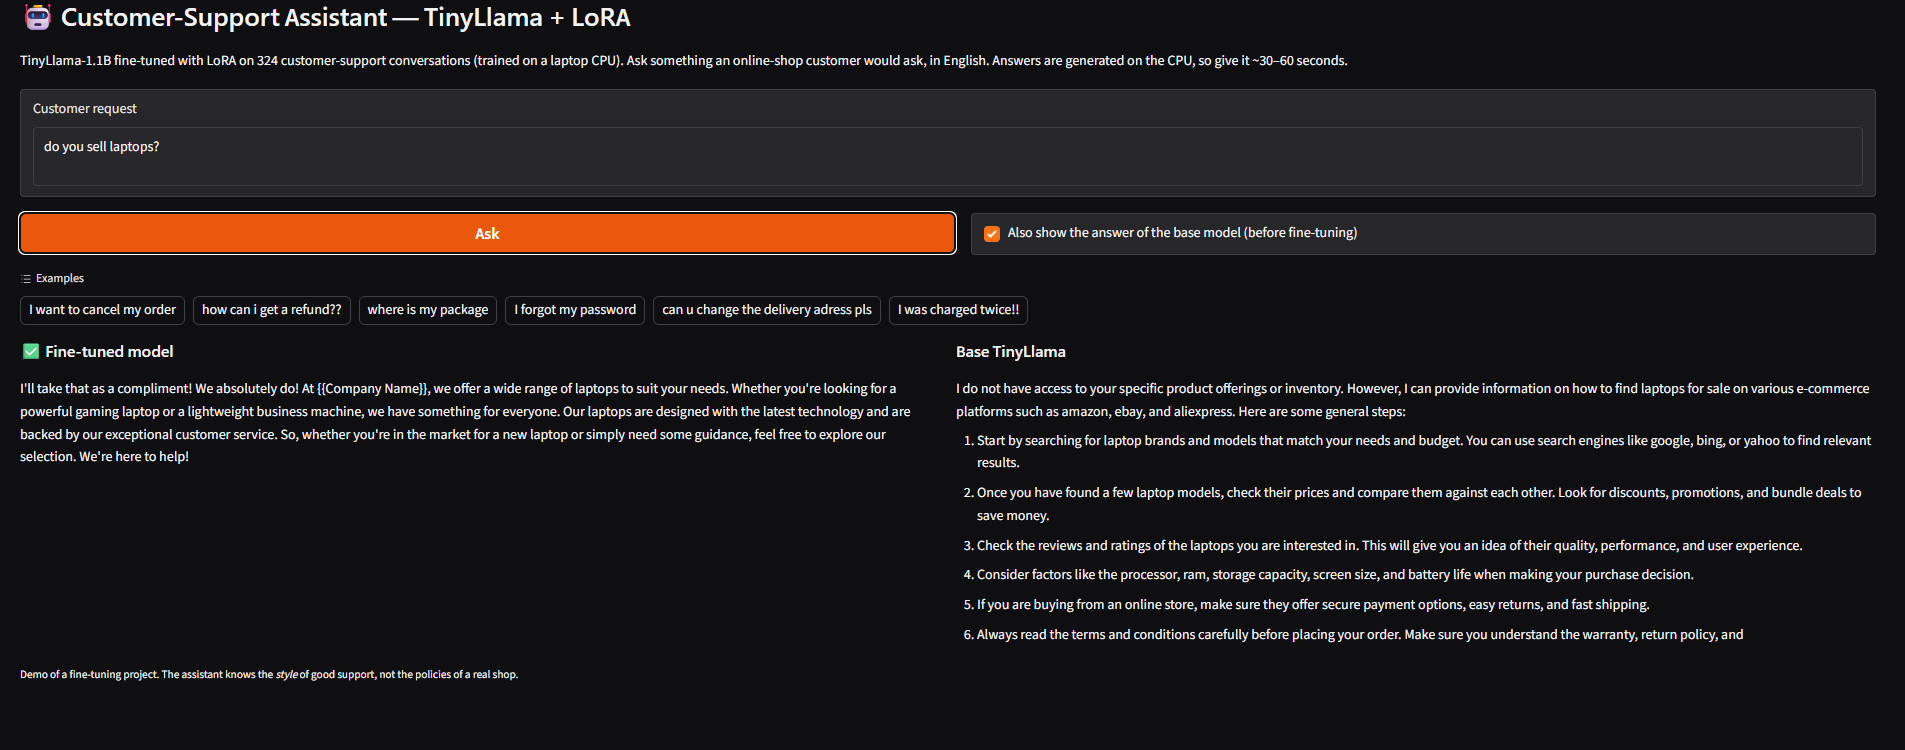 Customer-Support Assistant — TinyLlama + LoRA
TinyLlama-1.1B fine-tuned with LoRA on 324 customer-support conversations (trained on a laptop CPU). Ask something an online-shop customer would ask, in English. Answers are generated on the CPU, so give it ~30–60 seconds.
Customer request
do you sell laptops?
Ask
Also show the answer of the base model (before fine-tuning)
Examples
I want to cancel my order
how can i get a refund??
where is my package
I forgot my password
can u change the delivery adress pls
I was charged twice!!
Fine-tuned model
I'll take that as a compliment! We absolutely do! At {{Company Name}}, we offer a wide range of laptops to suit your needs. Whether you're looking for a
powerful gaming laptop or a lightweight business machine, we have something for everyone. Our laptops are designed with the latest technology and are
backed by our exceptional customer service. So, whether you're in the market for a new laptop or simply need some guidance, feel free to explore our
selection. We're here to help!
Base TinyLlama
I do not have access to your specific product offerings or inventory. However, I can provide information on how to find laptops for sale on various e-commerce
platforms such as amazon, ebay, and aliexpress. Here are some general steps:
1. Start by searching for laptop brands and models that match your needs and budget. You can use search engines like google, bing, or yahoo to find relevant
results.
2. Once you have found a few laptop models, check their prices and compare them against each other. Look for discounts, promotions, and bundle deals to
save money.
3. Check the reviews and ratings of the laptops you are interested in. This will give you an idea of their quality, performance, and user experience.
4. Consider factors like the processor, ram, storage capacity, screen size, and battery life when making your purchase decision.
5. If you are buying from an online store, make sure they offer secure payment options, easy returns, and fast shipping.
6. Always read the terms and conditions carefully before placing your order. Make sure you understand the warranty, return policy, and
Demo of a fine-tuning project. The assistant knows the style of good support, not the policies of a real shop.